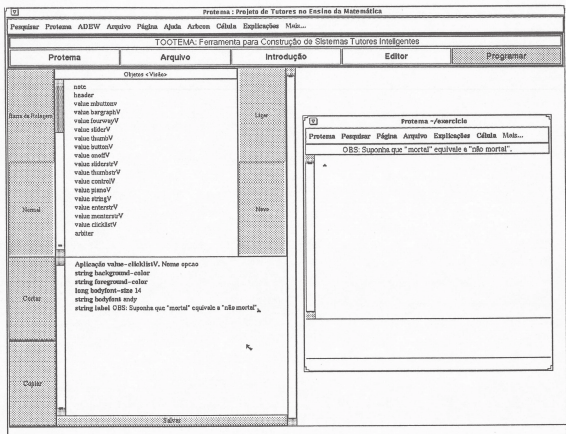 Protema : Projeto de Tutores no Ensino da Matemática
Pesquisar Protema ADEW Arquivo Página Ajuda Arbcon Célula Explicações Mais...
TOOTEMA: Ferramenta para Construção de Sistemas Tutores Inteligentes
Protema Arquivo Introdução Editor Programar
Objetos <Visão>
Barra de Rolagem
Ligar
note
header
value mbuttonv
value bargraphV
value fourwayV
value sliderV
value thumbV
value buttonV
value onoffV
value sliderstrV
value thumbstrV
value controlV
value pianoV
value stringV
value enterstrV
value menterstrV
value clicklistV
arbiter
Normal
Novo
Cortar
Copiar
Aplicação value-clicklistV. Nome opcao
string background-color
string foreground-color
long bodyfont-size 14
string bodyfont andy
string label OBS: Suponha que "mortal" equivale a "não mortal".
Salvar
Protema ~/exercicio
Protema Pesquisar Página Arquivo Explicações Célula Mais...
OBS: Suponha que "mortal" equivale a "não mortal".